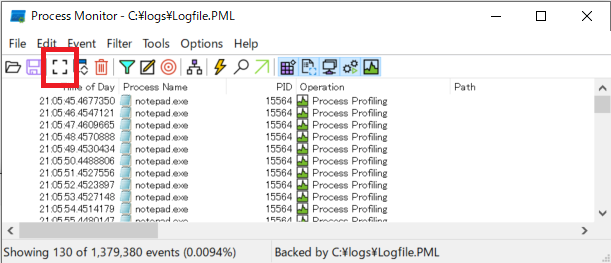 Process Monitor - C:¥logs¥Logfile.PML
File Edit Event Filter Tools Options Help
Time of Day Process Name PID Operation Path
21:05:45.4677350 notepad.exe 15564 Process Profiling
21:05:46.4547121 notepad.exe 15564 Process Profiling
21:05:47.4609665 notepad.exe 15564 Process Profiling
21:05:48.4570888 notepad.exe 15564 Process Profiling
21:05:49.4530434 notepad.exe 15564 Process Profiling
21:05:50.4488806 notepad.exe 15564 Process Profiling
21:05:51.4527556 notepad.exe 15564 Process Profiling
21:05:52.4523897 notepad.exe 15564 Process Profiling
21:05:53.4527148 notepad.exe 15564 Process Profiling
21:05:54.4514179 notepad.exe 15564 Process Profiling
21:05:55.4480147 notepad.exe 15564 Process Profiling
Showing 130 of 1,379,380 events (0.0094%) Backed by C:¥logs¥Logfile.PML